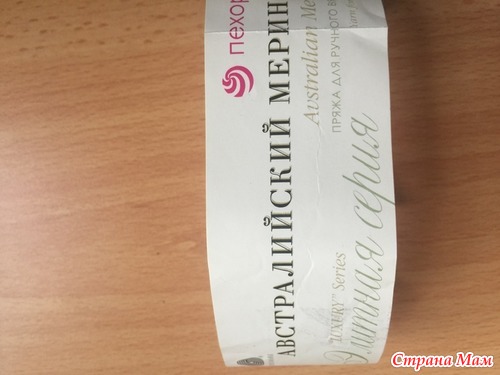 пехор
АВСТРАЛИЙСКИЙ МЕРИН
Australian Me
ПРЯЖА ДЛЯ РУЧНОГО В
"LUXURY" Series
Элитная серия
Страна Мам